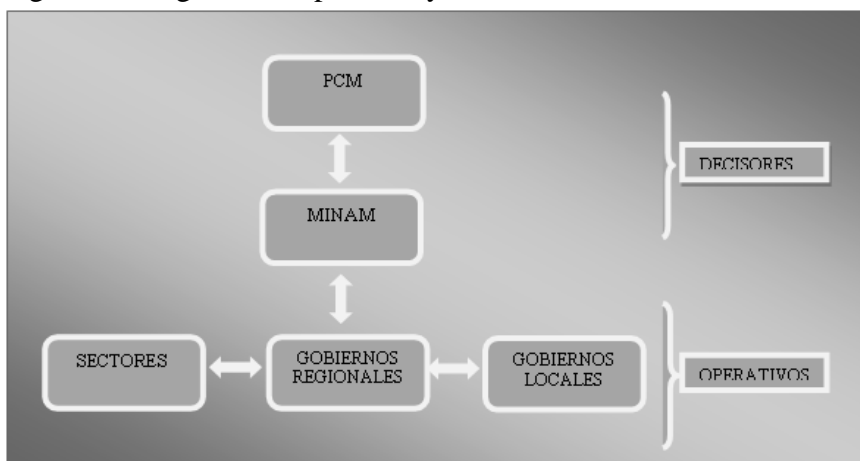 PCM
DECISORES
MINAM
SECTORES
GOBIERNOS
REGIONALES
GOBIERNOS
LOCALES
OPERATIVOS